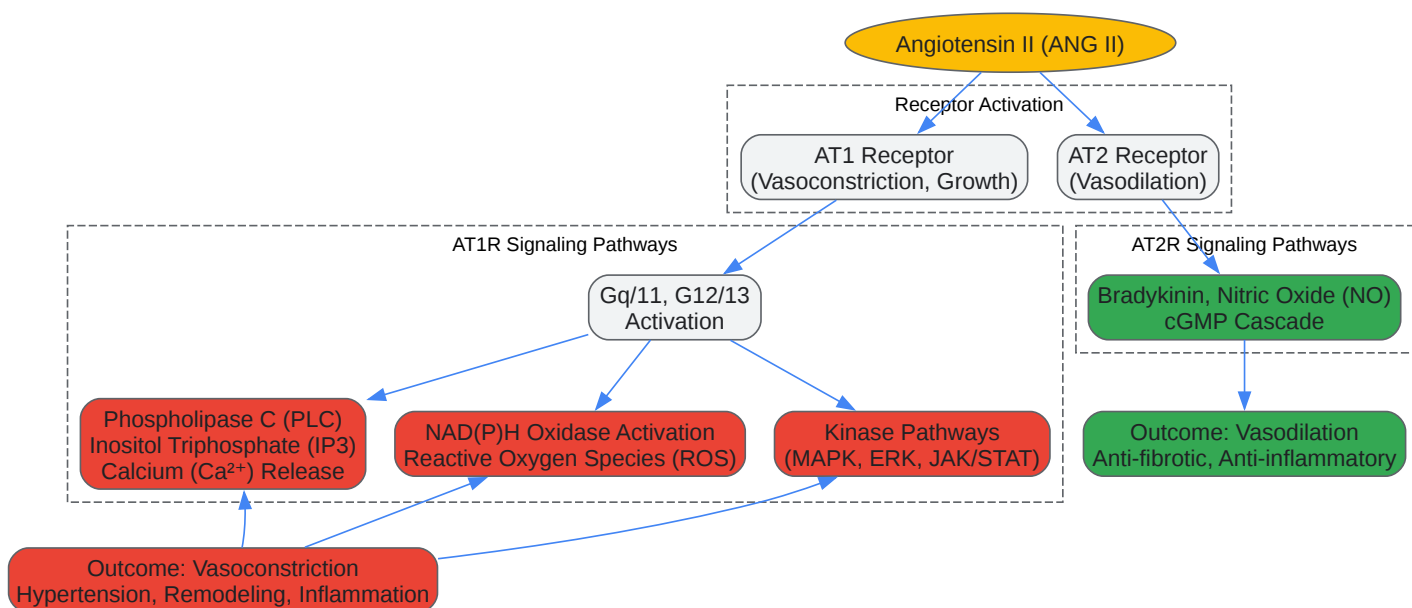 Angiotensin II (ANG II)
Receptor Activation
AT1 Receptor
(Vasoconstriction, Growth)
AT2 Receptor
(Vasodilation)
AT1R Signaling Pathways
AT2R Signaling Pathways
Gq/11, G12/13
Activation
Bradykinin, Nitric Oxide (NO)
cGMP Cascade
Phospholipase C (PLC)
Inositol Triphosphate (IP3)
Calcium (Ca²⁺) Release
NAD(P)H Oxidase Activation
Reactive Oxygen Species (ROS)
Kinase Pathways
(MAPK, ERK, JAK/STAT)
Outcome: Vasodilation
Anti-fibrotic, Anti-inflammatory
Outcome: Vasoconstriction
Hypertension, Remodeling, Inflammation